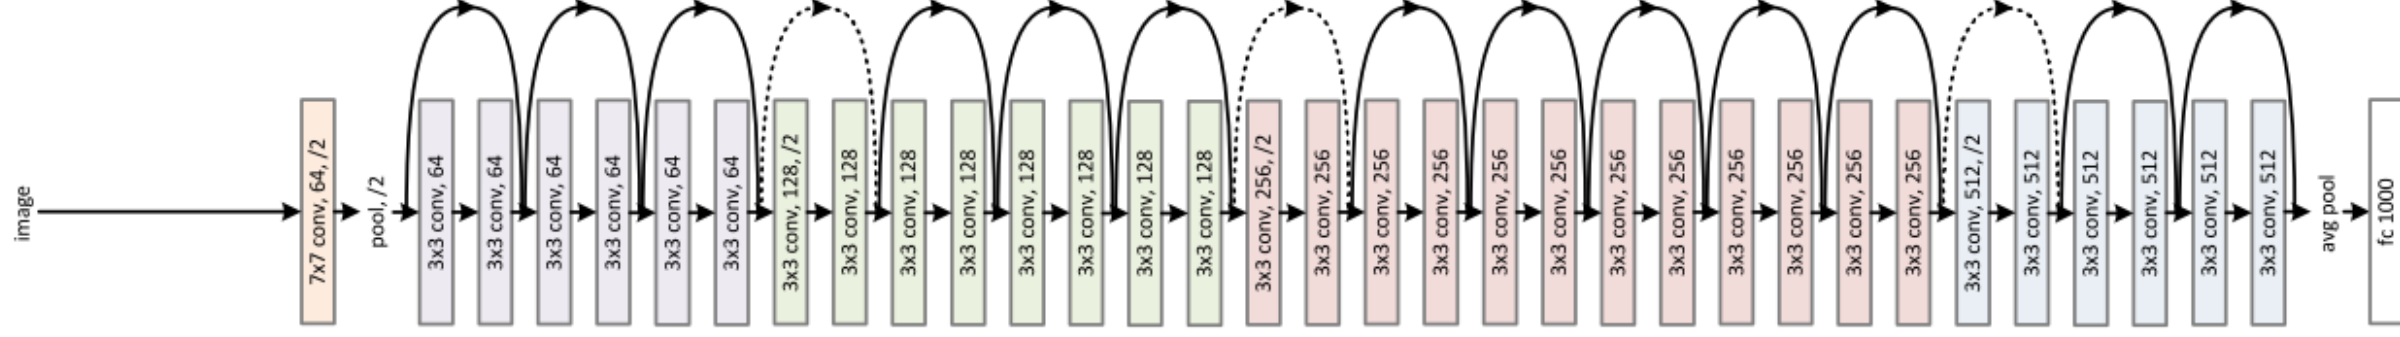 image
7x7 conv, 64, /2
pool, /2
3x3 conv, 64
3x3 conv, 64
3x3 conv, 64
3x3 conv, 64
3x3 conv, 64
3x3 conv, 64
3x3 conv, 128, /2
3x3 conv, 128
3x3 conv, 128
3x3 conv, 128
3x3 conv, 128
3x3 conv, 128
3x3 conv, 128
3x3 conv, 128
3x3 conv, 256, /2
3x3 conv, 256
3x3 conv, 256
3x3 conv, 256
3x3 conv, 256
3x3 conv, 256
3x3 conv, 256
3x3 conv, 256
3x3 conv, 256
3x3 conv, 256
3x3 conv, 256
3x3 conv, 256
3x3 conv, 512, /2
3x3 conv, 512
3x3 conv, 512
3x3 conv, 512
3x3 conv, 512
3x3 conv, 512
avg pool
fc 1000